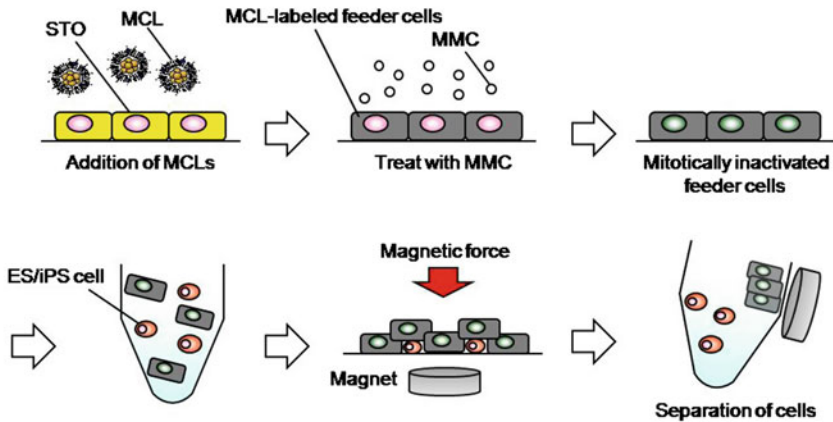 STO
MCL
MCL-labeled feeder cells
MMC
Addition of MCLs
Treat with MMC
Mitotically inactivated
feeder cells
ES/iPS cell
Magnetic force
Magnet
Separation of cells